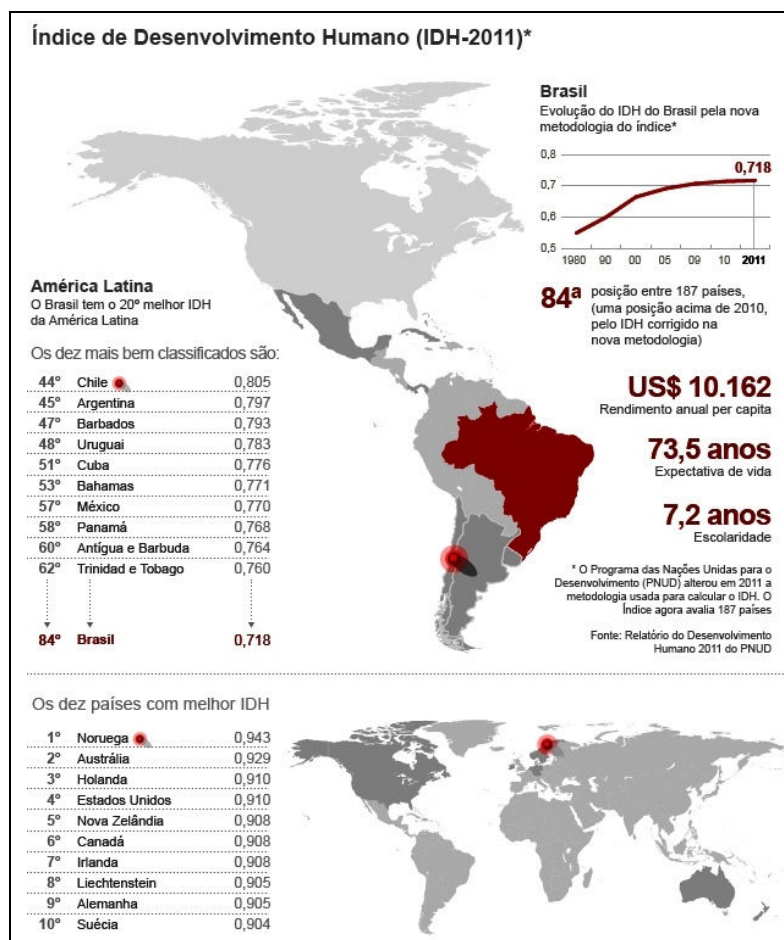 Índice de Desenvolvimento Humano (IDH-2011)*
Brasil
Evolução do IDH do Brasil pela nova
metodologia do índice*
0,8
0,718
0,7
0,6
0,5
1980 90 00 05 09 10 2011
84ª posição entre 187 países,
(uma posição acima de 2010,
pelo IDH corrigido na
nova metodologia)
US$ 10.162
Rendimento anual per capita
73,5 anos
Expectativa de vida
7,2 anos
Escolaridade
* O Programa das Nações Unidas para o
Desenvolvimento (PNUD) alterou em 2011 a
metodologia usada para calcular o IDH. O
Índice agora avalia 187 países
Fonte: Relatório do Desenvolvimento
Humano 2011 do PNUD
América Latina
O Brasil tem o 20º melhor IDH
da América Latina
Os dez mais bem classificados são:
44º Chile 0,805
45º Argentina 0,797
47º Barbados 0,793
48º Uruguai 0,783
51º Cuba 0,776
53º Bahamas 0,771
57º México 0,770
58º Panamá 0,768
60º Antígua e Barbuda 0,764
62º Trinidad e Tobago 0,760
84º Brasil 0,718
Os dez países com melhor IDH
1º Noruega 0,943
2º Austrália 0,929
3º Holanda 0,910
4º Estados Unidos 0,910
5º Nova Zelândia 0,908
6º Canadá 0,908
7º Irlanda 0,908
8º Liechtenstein 0,905
9º Alemanha 0,905
10º Suécia 0,904